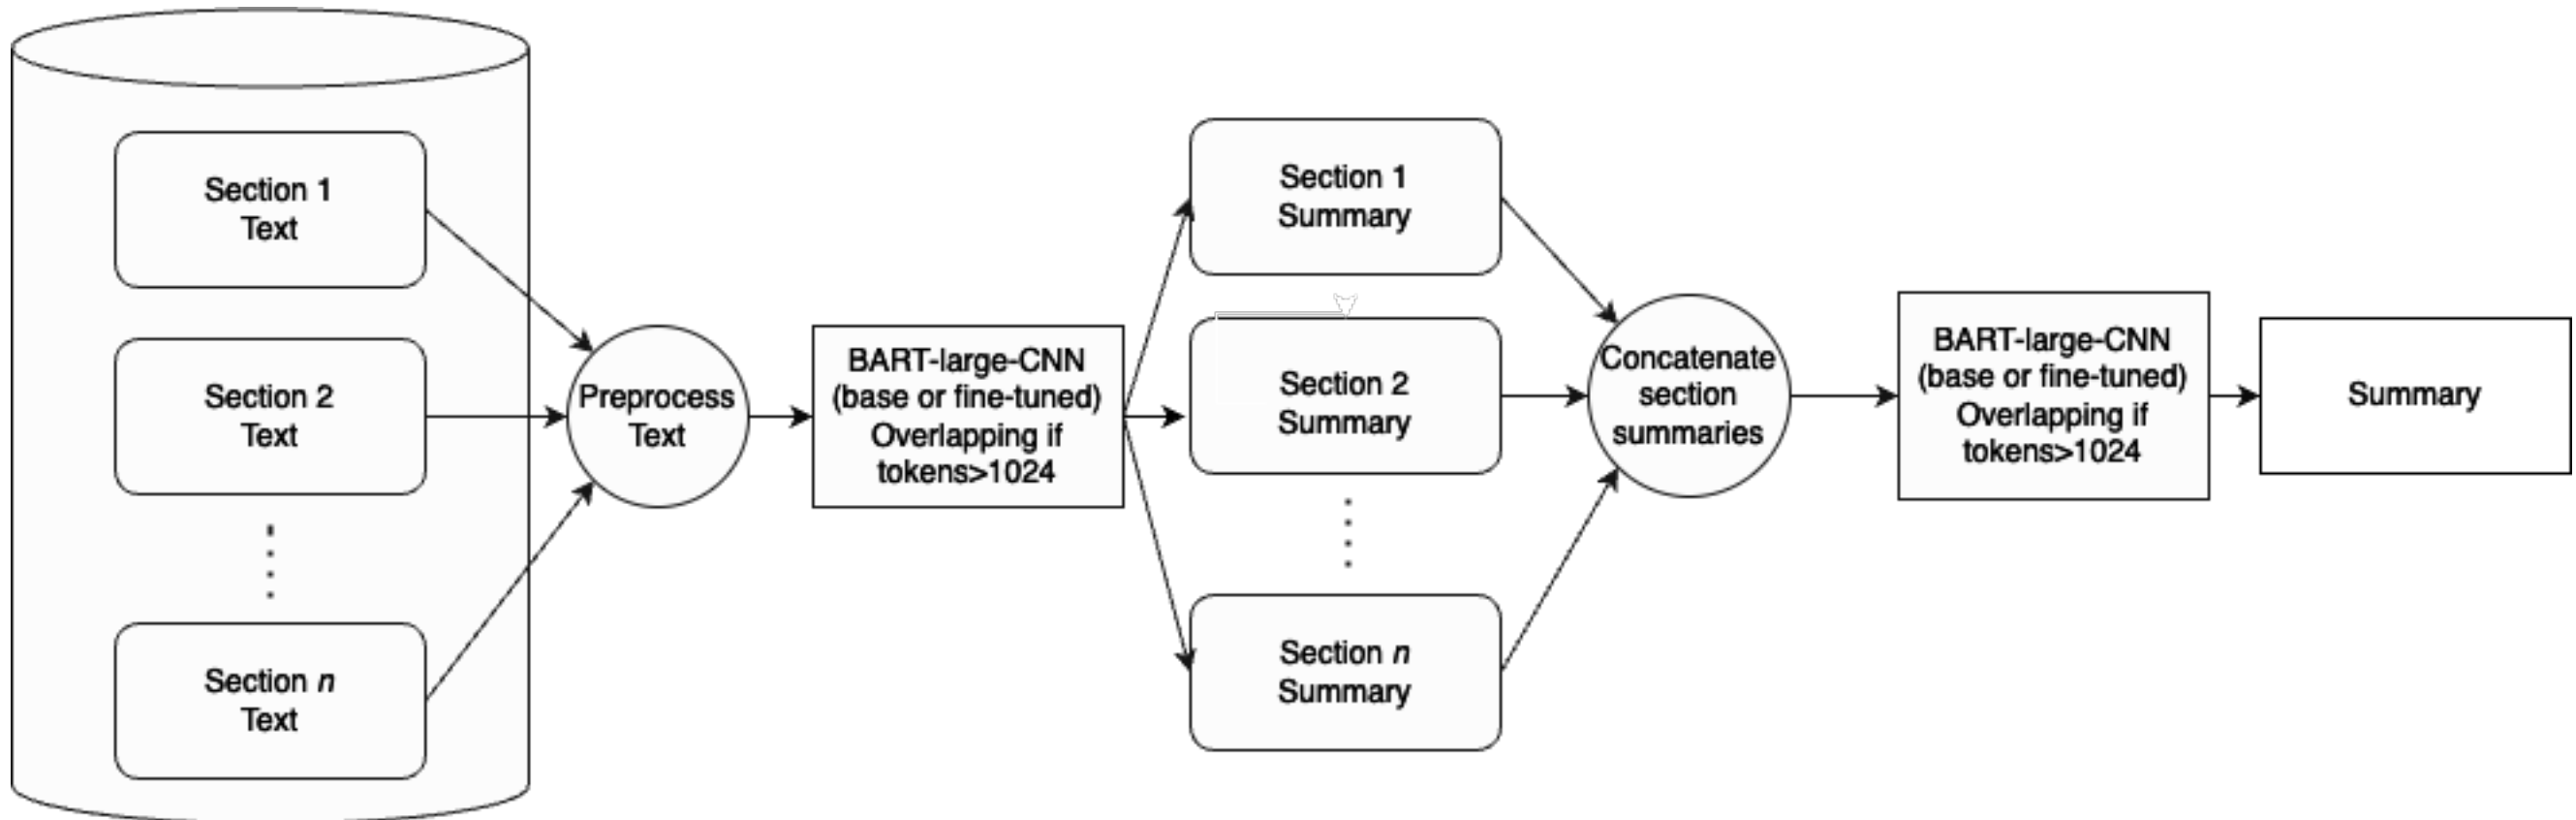 Section 1
Text
Section 2
Text
Section n
Text
Preprocess
Text
BART-large-CNN
(base or fine-tuned)
Overlapping if
tokens>1024
Section 1
Summary
Section 2
Summary
Section n
Summary
Concatenate
section
summaries
BART-large-CNN
(base or fine-tuned)
Overlapping if
tokens>1024
Summary